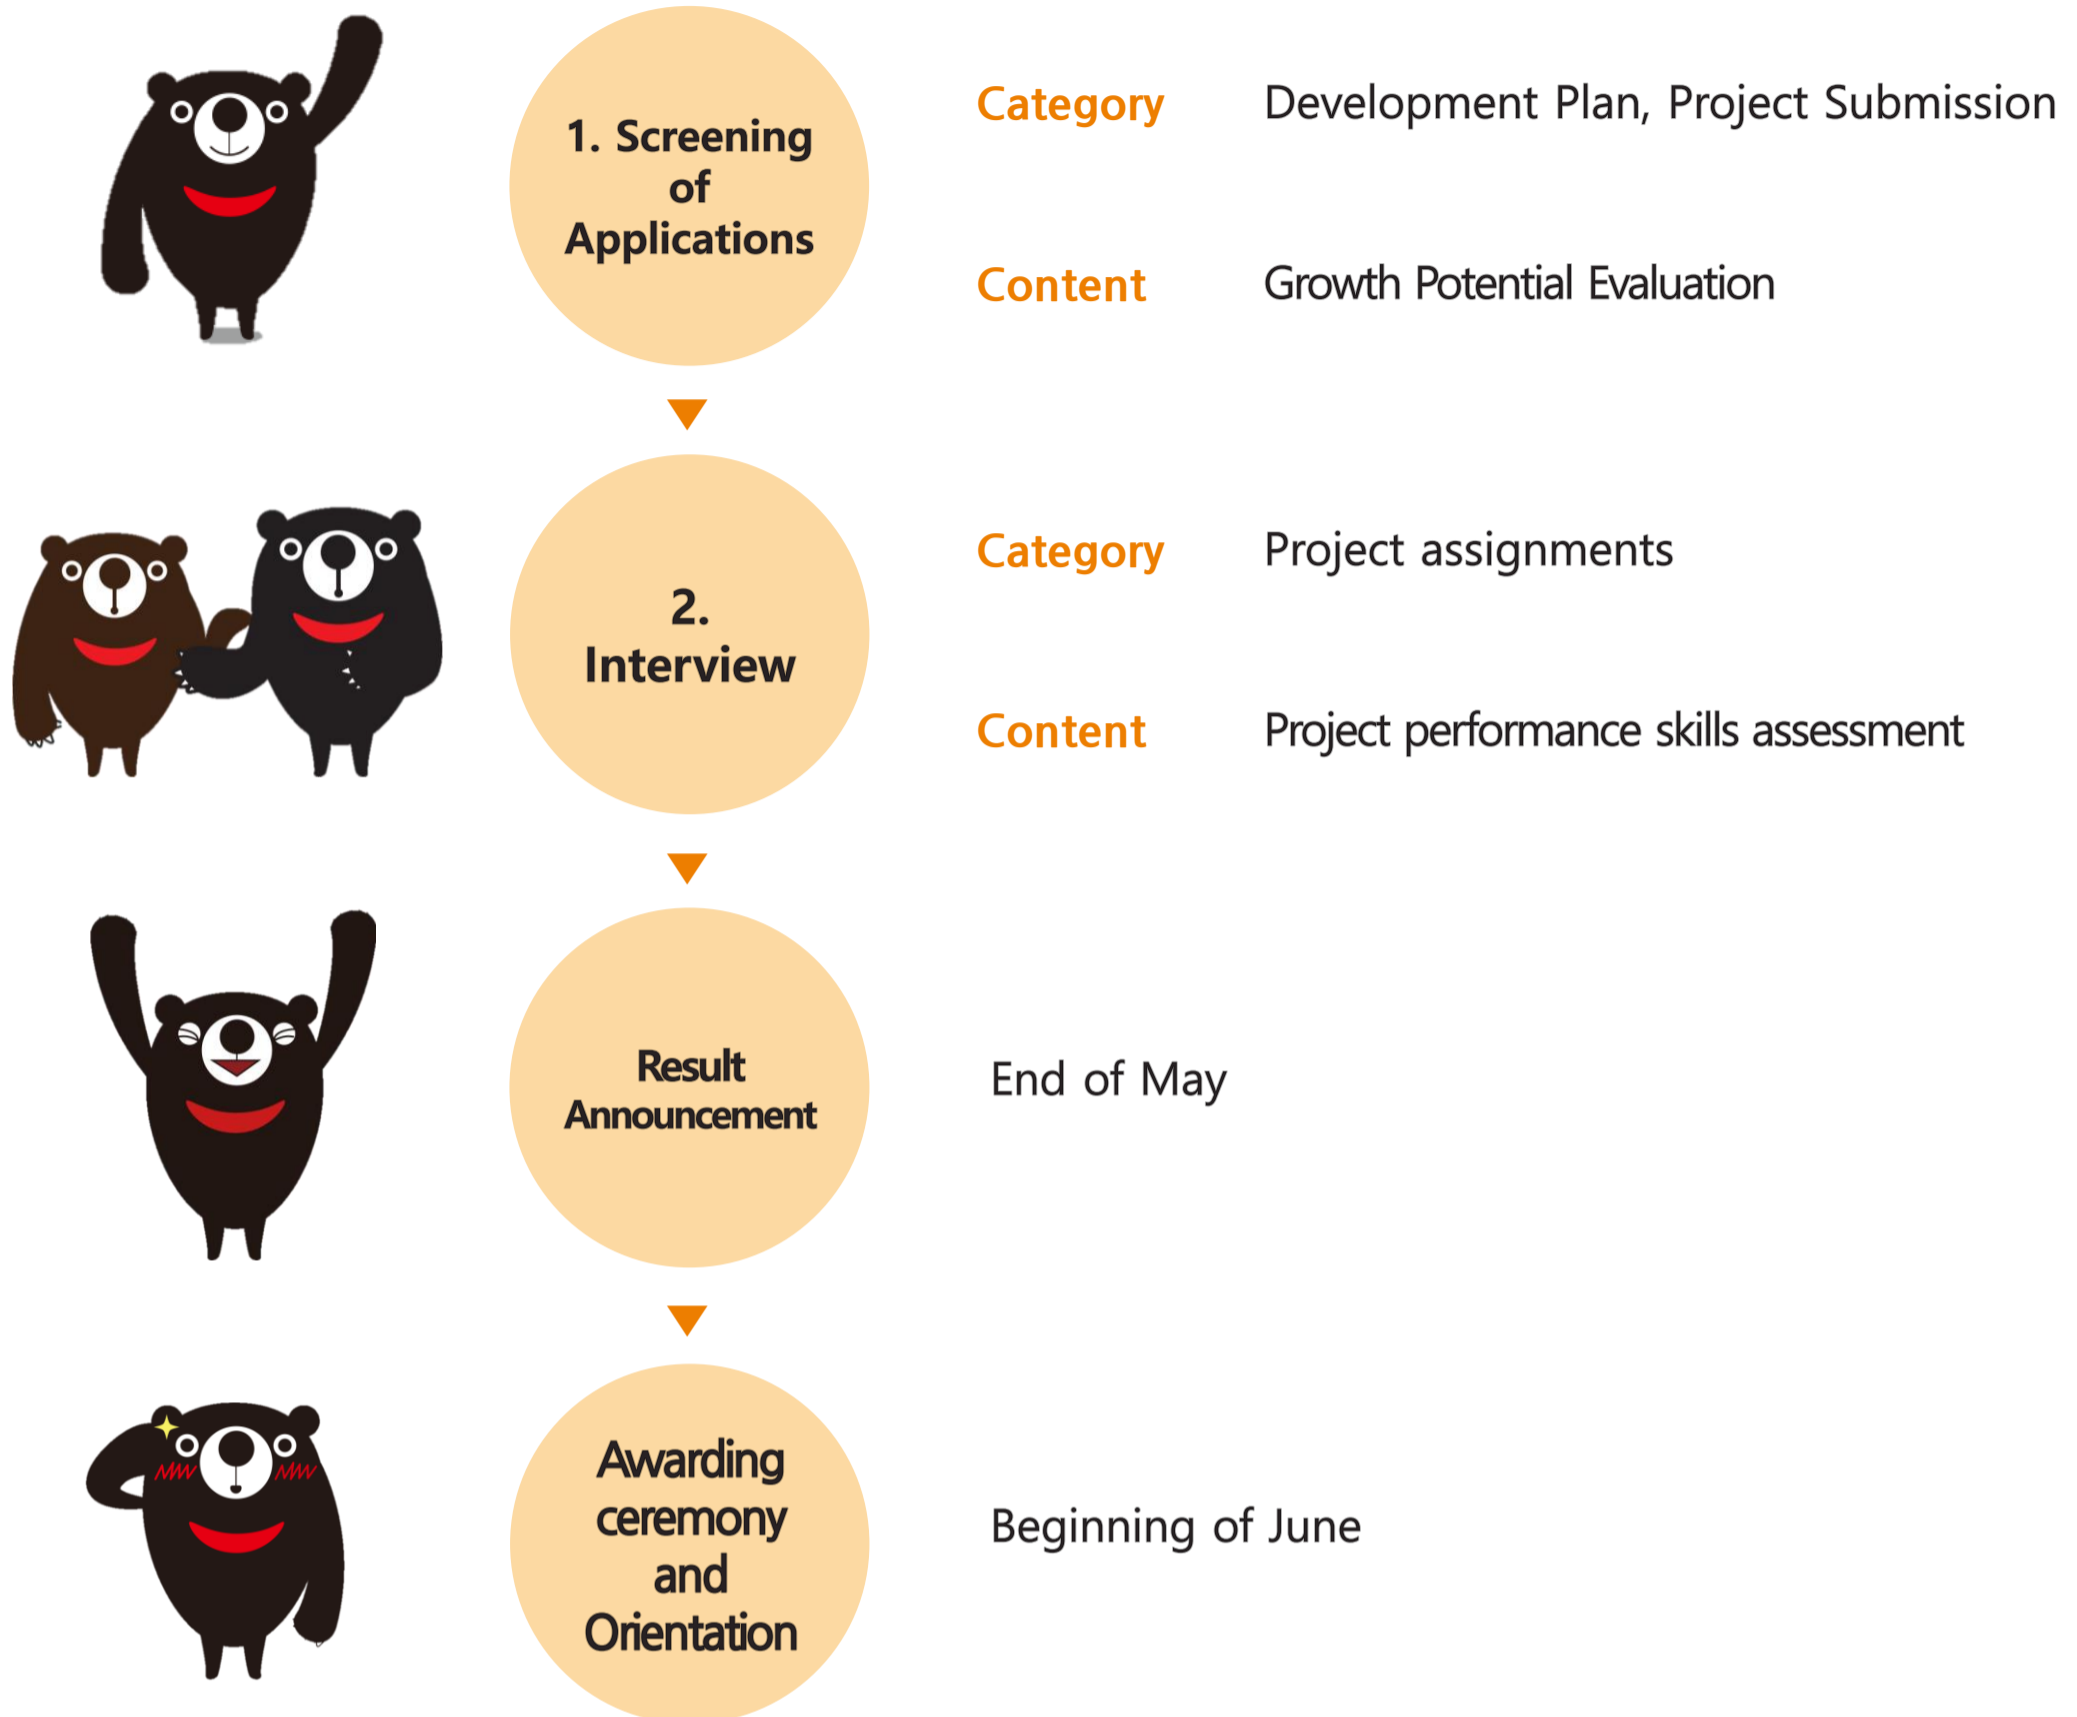 1. Screening
of
Applications
Category Development Plan, Project Submission
Content Growth Potential Evaluation
2.
Interview
Category Project assignments
Content Project performance skills assessment
Result
Announcement
End of May
Awarding
ceremony
and
Orientation
Beginning of June